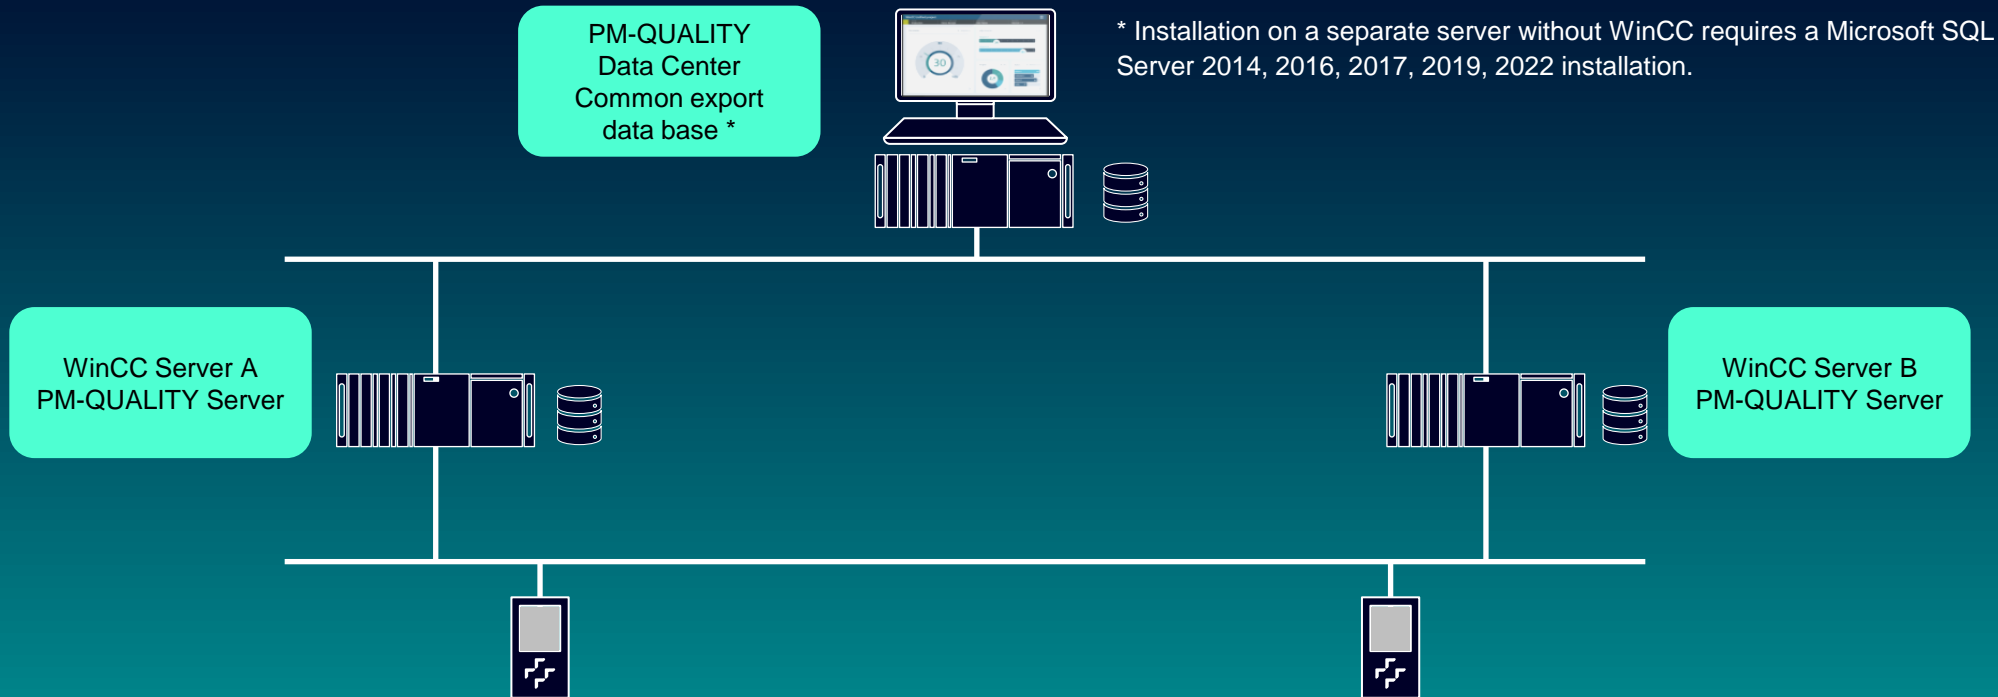 PM-QUALITY
Data Center
Common export
data base *
* Installation on a separate server without WinCC requires a Microsoft SQL
Server 2014, 2016, 2017, 2019, 2022 installation.
30
WinCC Server A
PM-QUALITY Server
WinCC Server B
PM-QUALITY Server